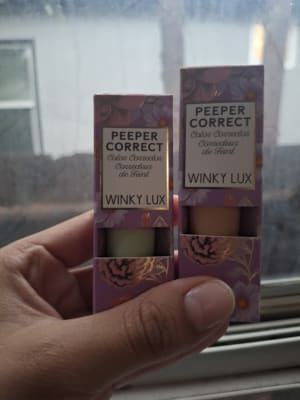 PEEPER
CORRECT
Color Corrector
Correcteur
de Teint
WINKY LUX
PEEPER
CORRECT
Color Corrector
Correcteur
de Teint
WINKY LUX